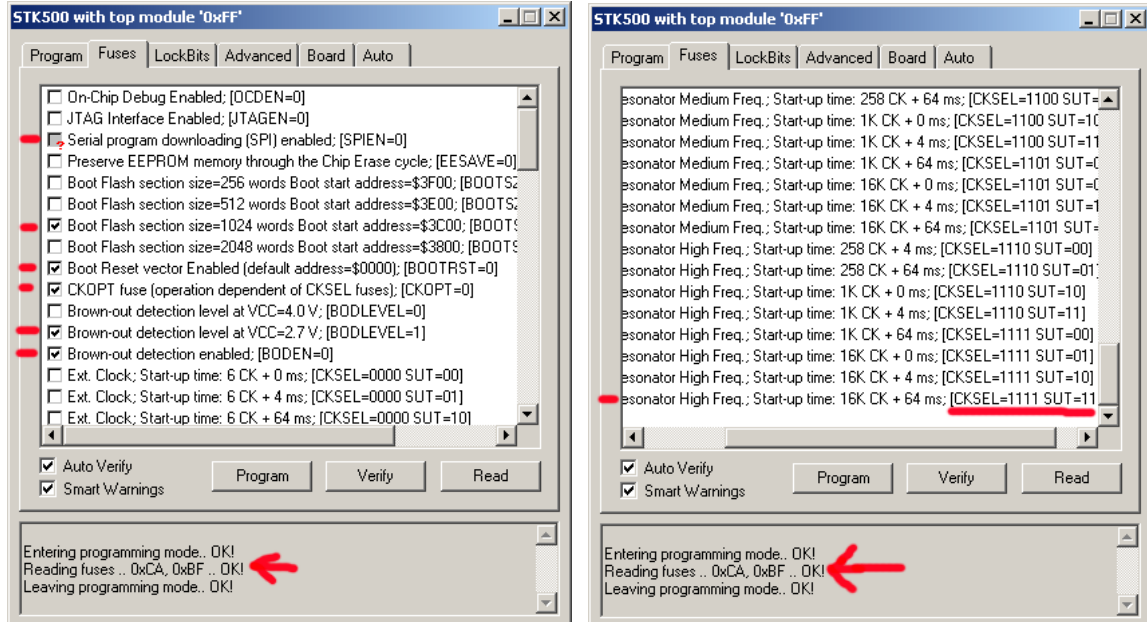 STK500 with top module '0xFF'
Program Fuses LockBits Advanced Board Auto
On-Chip Debug Enabled; [OCDEN=0]
JTAG Interface Enabled; [JTAGEN=0]
? Serial program downloading (SPI) enabled; [SPIEN=0]
Preserve EEPROM memory through the Chip Erase cycle; [EESAVE=0]
Boot Flash section size=256 words Boot start address=$3F00; [BOOTSZ
Boot Flash section size=512 words Boot start address=$3E00; [BOOTSZ
Boot Flash section size=1024 words Boot start address=$3C00; [BOOTS
Boot Flash section size=2048 words Boot start address=$3800; [BOOTS
Boot Reset vector Enabled (default address=$0000); [BOOTRST=0]
CKOPT fuse (operation dependent of CKSEL fuses); [CKOPT=0]
Brown-out detection level at VCC=4.0 V; [BODLEVEL=0]
Brown-out detection level at VCC=2.7 V; [BODLEVEL=1]
Brown-out detection enabled; [BODEN=0]
Ext. Clock; Start-up time: 6 CK + 0 ms; [CKSEL=0000 SUT=00]
Ext. Clock; Start-up time: 6 CK + 4 ms; [CKSEL=0000 SUT=01]
Ext. Clock; Start-up time: 6 CK + 64 ms; [CKSEL=0000 SUT=10]
Auto Verify
Smart Warnings
Program Verify Read
Entering programming mode.. OK!
Reading fuses .. 0xCA, 0xBF .. OK!
Leaving programming mode.. OK!
STK500 with top module '0xFF'
Program Fuses LockBits Advanced Board Auto
esonator Medium Freq.; Start-up time: 258 CK + 64 ms; [CKSEL=1100 SUT=
esonator Medium Freq.; Start-up time: 1K CK + 0 ms; [CKSEL=1100 SUT=10
esonator Medium Freq.; Start-up time: 1K CK + 4 ms; [CKSEL=1100 SUT=11
esonator Medium Freq.; Start-up time: 1K CK + 64 ms; [CKSEL=1101 SUT=0
esonator Medium Freq.; Start-up time: 16K CK + 0 ms; [CKSEL=1101 SUT=0
esonator Medium Freq.; Start-up time: 16K CK + 4 ms; [CKSEL=1101 SUT=1
esonator Medium Freq.; Start-up time: 16K CK + 64 ms; [CKSEL=1101 SUT=
esonator High Freq.; Start-up time: 258 CK + 4 ms; [CKSEL=1110 SUT=00]
esonator High Freq.; Start-up time: 258 CK + 64 ms; [CKSEL=1110 SUT=01]
esonator High Freq.; Start-up time: 1K CK + 0 ms; [CKSEL=1110 SUT=10]
esonator High Freq.; Start-up time: 1K CK + 4 ms; [CKSEL=1110 SUT=11]
esonator High Freq.; Start-up time: 1K CK + 64 ms; [CKSEL=1111 SUT=00]
esonator High Freq.; Start-up time: 16K CK + 0 ms; [CKSEL=1111 SUT=01]
esonator High Freq.; Start-up time: 16K CK + 4 ms; [CKSEL=1111 SUT=10]
esonator High Freq.; Start-up time: 16K CK + 64 ms; [CKSEL=1111 SUT=11
Auto Verify
Smart Warnings
Program Verify Read
Entering programming mode.. OK!
Reading fuses .. 0xCA, 0xBF .. OK!
Leaving programming mode.. OK!